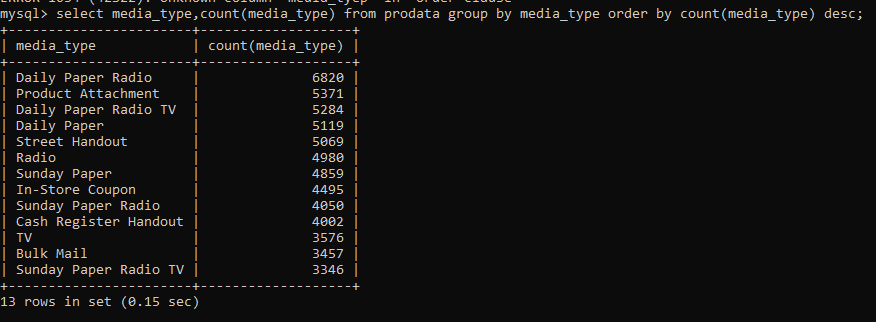 mysql> select media_type,count(media_type) from prodata group by media_type order by count(media_type) desc;
+----------------------+-------------------+
| media_type | count(media_type) |
+----------------------+-------------------+
| Daily Paper Radio | 6820 |
| Product Attachment | 5371 |
| Daily Paper Radio TV | 5284 |
| Daily Paper | 5119 |
| Street Handout | 5069 |
| Radio | 4980 |
| Sunday Paper | 4859 |
| In-Store Coupon | 4495 |
| Sunday Paper Radio | 4050 |
| Cash Register Handout | 4002 |
| TV | 3576 |
| Bulk Mail | 3457 |
| Sunday Paper Radio TV | 3346 |
+----------------------+-------------------+
13 rows in set (0.15 sec)